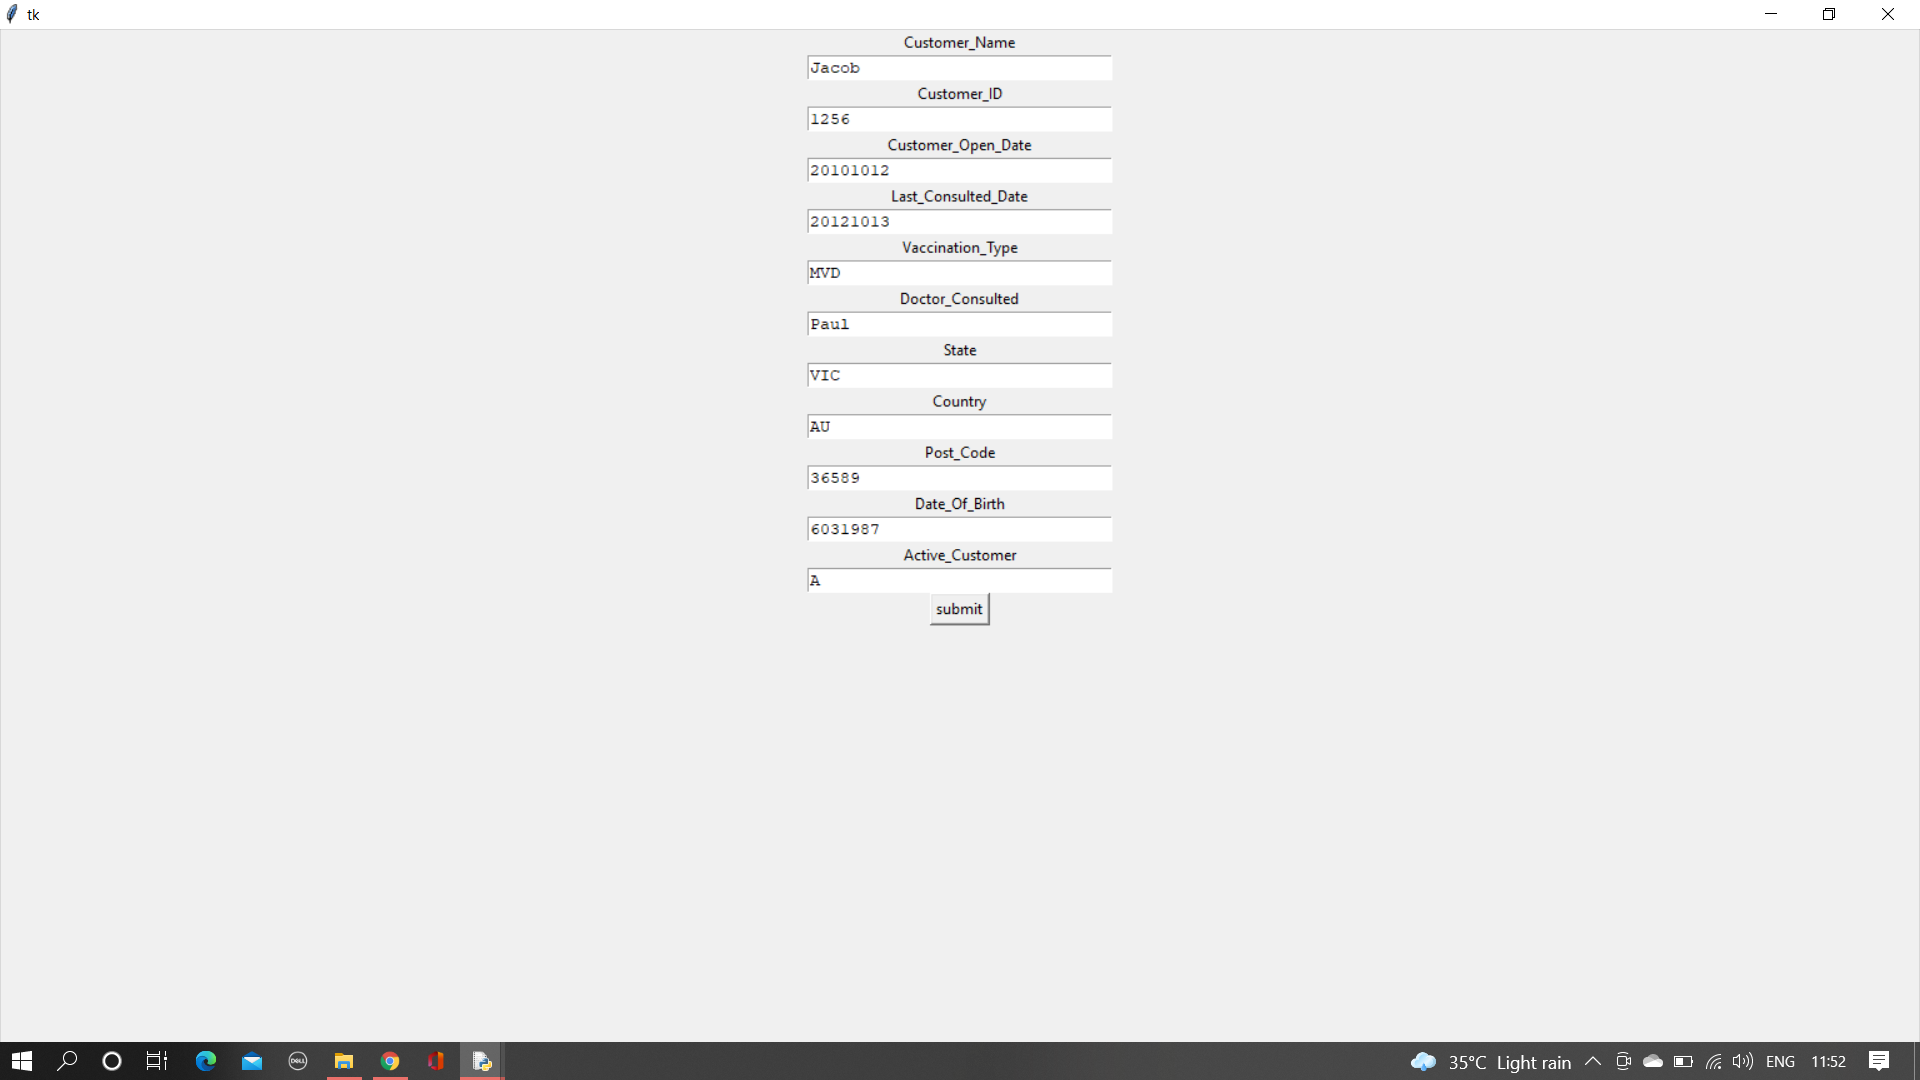 tk
Customer_Name
Jacob
Customer_ID
1256
Customer_Open_Date
20101012
Last_Consulted_Date
20121013
Vaccination_Type
MVD
Doctor_Consulted
Paul
State
VIC
Country
AU
Post_Code
36589
Date_Of_Birth
6031987
Active_Customer
A
submit
DELL
35°C Light rain ENG 11:52